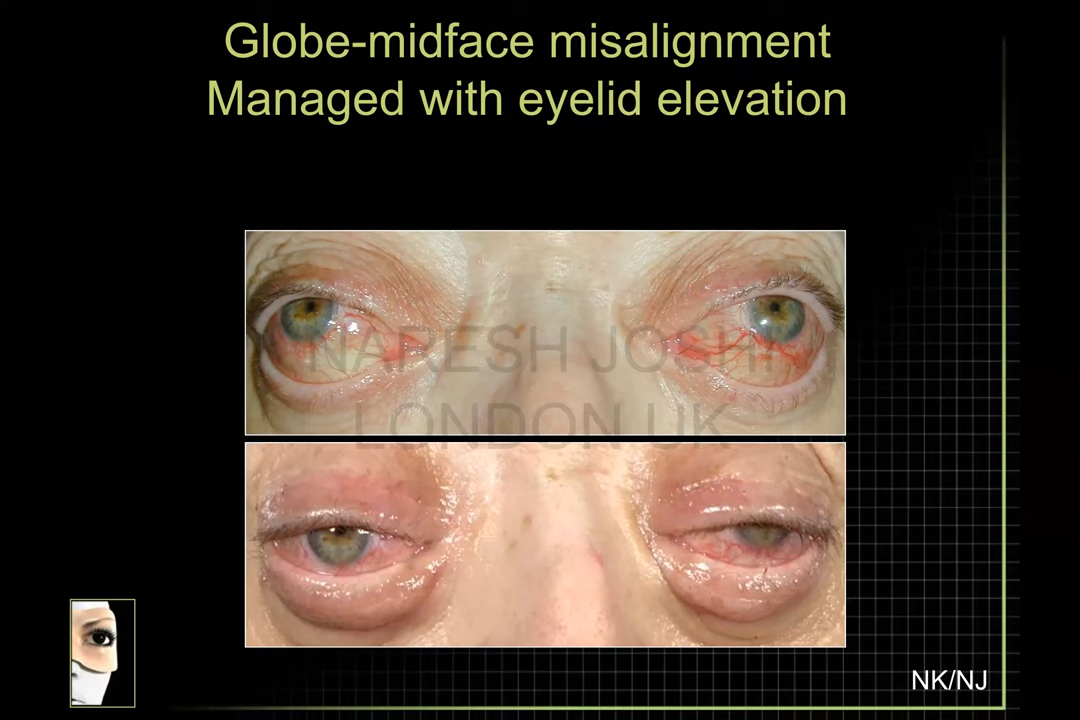 Globe-midface misalignment
Managed with eyelid elevation
NARESH JOSHI
LONDON UK
NK/NJ